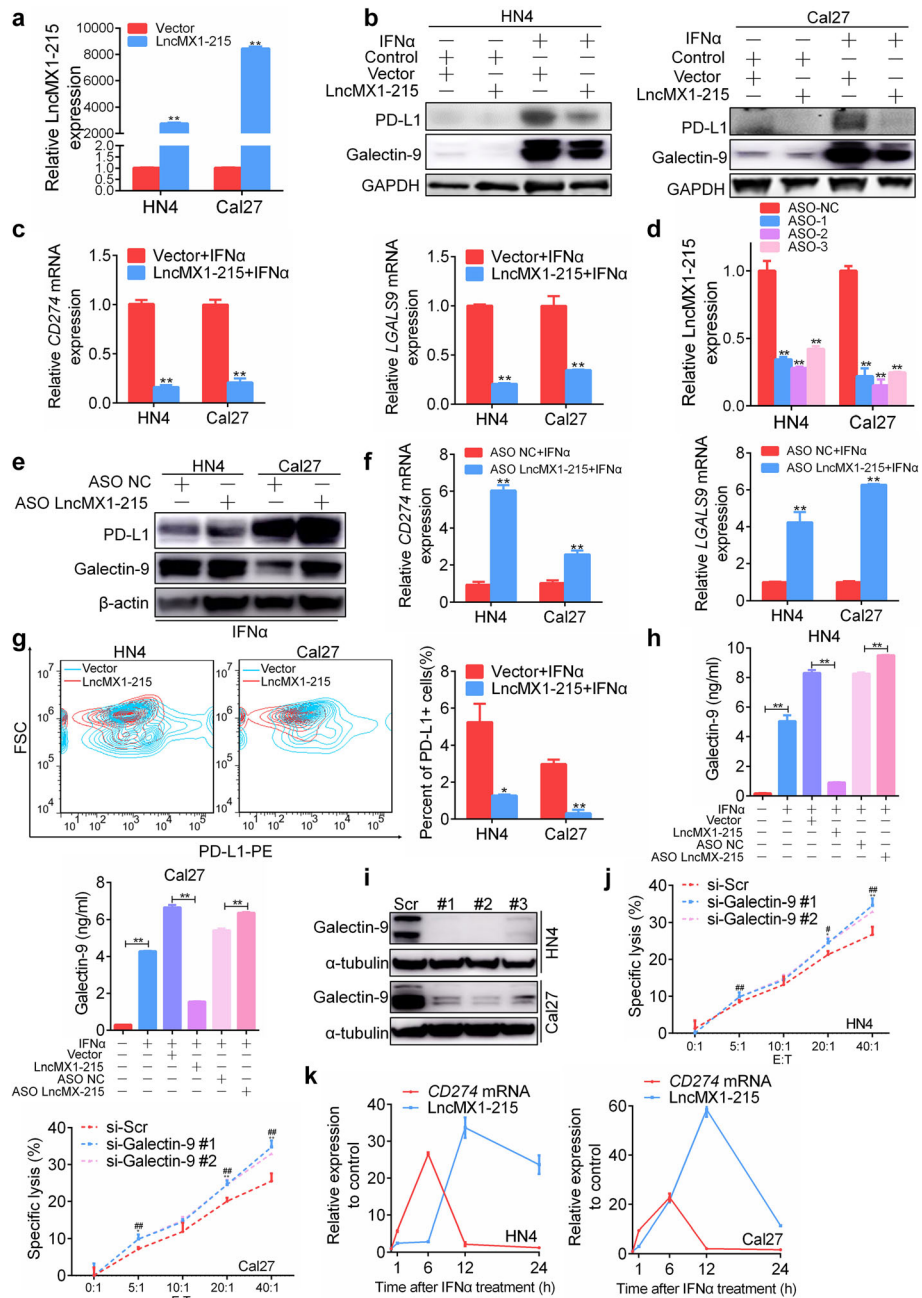 a
Vector
LncMX1-215
Relative LncMX1-215
expression
10000
8000
6000
4000
2000
2.0
1.5
1.0
0.5
0.0
**
**
HN4
Cal27
b
HN4
IFNα
Control
Vector
LncMX1-215
— — + +
+ + — —
+ — + —
— + — +
PD-L1
Galectin-9
GAPDH
Cal27
IFNα
Control
Vector
LncMX1-215
— — + +
+ + — —
+ — + —
— + — +
PD-L1
Galectin-9
GAPDH
c
Vector+IFNα
LncMX1-215+IFNα
Relative CD274 mRNA
expression
1.5
1.0
0.5
0.0
**
**
HN4
Cal27
Vector+IFNα
LncMX1-215+IFNα
Relative LGALS9 mRNA
expression
1.5
1.0
0.5
0.0
**
**
HN4
Cal27
d
ASO-NC
ASO-1
ASO-2
ASO-3
Relative LncMX1-215
expression
1.0
0.5
0.0
**
**
**
**
**
**
HN4
Cal27
e
HN4
Cal27
ASO NC
ASO LncMX1-215
+ — + —
— + — +
PD-L1
Galectin-9
β-actin
IFNα
f
ASO NC+IFNα
ASO LncMX1-215+IFNα
Relative CD274 mRNA
expression
8
6
4
2
0
**
**
HN4
Cal27
ASO NC+IFNα
ASO LncMX1-215+IFNα
Relative LGALS9 mRNA
expression
8
6
4
2
0
**
**
HN4
Cal27
g
HN4
Cal27
Vector
LncMX1-215
Vector
LncMX1-215
FSC
10⁷
10⁶
10⁵
10⁴
10⁷
10⁶
10⁵
10⁴
10 10² 10³ 10⁴ 10⁵
10 10² 10³ 10⁴ 10⁵
PD-L1-PE
Vector+IFNα
LncMX1-215+IFNα
Percent of PD-L1+ cells(%)
8
6
4
2
0
*
**
HN4
Cal27
h
HN4
Galectin-9 (ng/ml)
10
8
6
4
2
0
**
**
**
IFNα
Vector
LncMX1-215
ASO NC
ASO LncMX-215
— + + + + +
— — + — — —
— — — + — —
— — — — + —
— — — — — +
Cal27
Galectin-9 (ng/ml)
9
6
3
0
**
**
**
IFNα
Vector
LncMX1-215
ASO NC
ASO LncMX-215
— + + + + +
— — + — — —
— — — + — —
— — — — + —
— — — — — +
i
Scr #1 #2 #3
Galectin-9
α-tubulin
HN4
Galectin-9
α-tubulin
Cal27
j
si-Scr
si-Galectin-9 #1
si-Galectin-9 #2
Specific lysis (%)
40
30
20
10
0
##
#
##
**
HN4
0:1 5:1 10:1 20:1 40:1
E:T
si-Scr
si-Galectin-9 #1
si-Galectin-9 #2
Specific lysis (%)
40
30
20
10
0
##
##
**
##
**
Cal27
0:1 5:1 10:1 20:1 40:1
E:T
k
CD274 mRNA
LncMX1-215
Relative expression
to control
40
30
20
10
0
HN4
1 6 12 24
Time after IFNα treatment (h)
CD274 mRNA
LncMX1-215
Relative expression
to control
60
40
20
0
Cal27
1 6 12 24
Time after IFNα treatment (h)